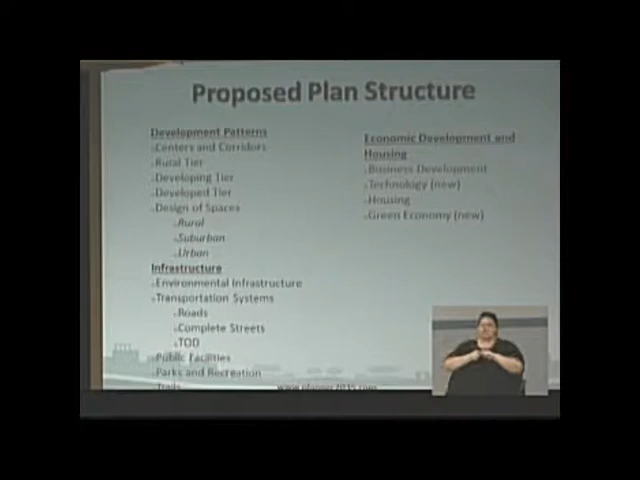 Proposed Plan Structure
Development Patterns
Centers and Corridors
Rural Tier
Developing Tier
Developed Tier
Design of Spaces
Rural
Suburban
Urban
Infrastructure
Environmental Infrastructure
Transportation Systems
Roads
Complete Streets
TOD
Public Facilities
Parks and Recreation
Trails
Economic Development and
Housing
Business Development
Technology (new)
Housing
Green Economy (new)